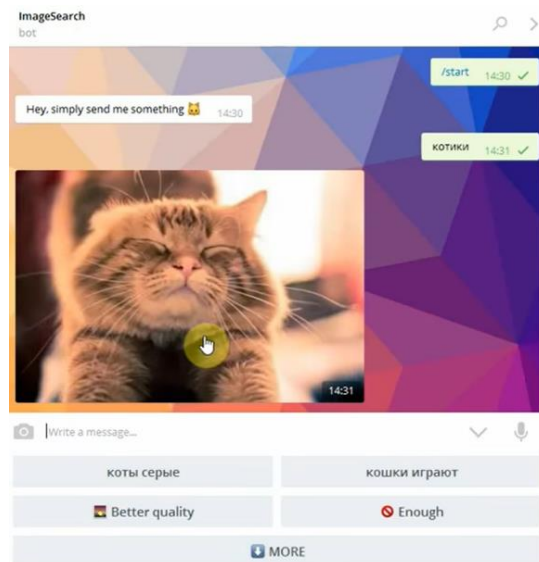 ImageSearch
bot
/start 14:30
Hey, simply send me something 🐱 14:30
котики 14:31
14:31
Write a message...
коты серые
кошки играют
Better quality
Enough
MORE